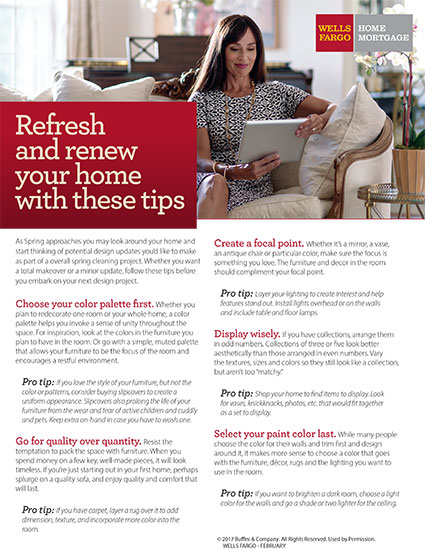 WELLS
FARGO
HOME
MORTGAGE
Refresh
and renew
your home
with these tips
As Spring approaches you may look around your home and
start thinking of potential design updates you'd like to make
as part of a overall spring cleaning project. Whether you want
a total makeover or a minor update, follow these tips before
you embark on your next design project.
Choose your color palette first. Whether you
plan to redecorate one room or your whole home, a color
palette helps you invoke a sense of unity throughout the
space. For inspiration, look at the colors in the furniture you
plan to have in the room. Or go with a simple, muted palette
that allows your furniture to be the focus of the room and
encourages a restful environment.
Pro tip: If you love the style of your furniture, but not the
color or patterns, consider buying slipcovers to create a
uniform appearance. Slipcovers also prolong the life of your
furniture from the wear and tear of active children and cuddly
and pets. Keep extra on-hand in case you have to wash one.
Go for quality over quantity. Resist the
temptation to pack the space with furniture. When you
spend money on a few key, well-made pieces, it will look
timeless. If you're just starting out in your first home, perhaps
splurge on a quality sofa, and enjoy quality and comfort that
will last.
Pro tip: If you have carpet, layer a rug over it to add
dimension, texture, and incorporate more color into the
room.
Create a focal point. Whether it's a mirror, a vase,
an antique chair or particular color, make sure the focus is
something you love. The furniture and decor in the room
should compliment your focal point.
Pro tip: Layer your lighting to create interest and help
features stand out. Install lights overhead or on the walls
and include table and floor lamps.
Display wisely. If you have collections, arrange them
in odd numbers. Collections of three or five look better
aesthetically than those arranged in even numbers. Vary
the textures, sizes and colors so they still look like a collection,
but aren't too "matchy."
Pro tip: Shop your home to find items to display. Look
for vases, knickknacks, photos, etc. that would fit together
as a set to display.
Select your paint color last. While many people
choose the color for their walls and trim first and design
around it, it makes more sense to choose a color that goes
with the furniture, décor, rugs and the lighting you want to
use in the room.
Pro tip: If you want to brighten a dark room, choose a light
color for the walls and go a shade or two lighter for the ceiling.
© 2017 Buffini & Company. All Rights Reserved. Used by Permission.
WELLS FARGO - FEBRUARY